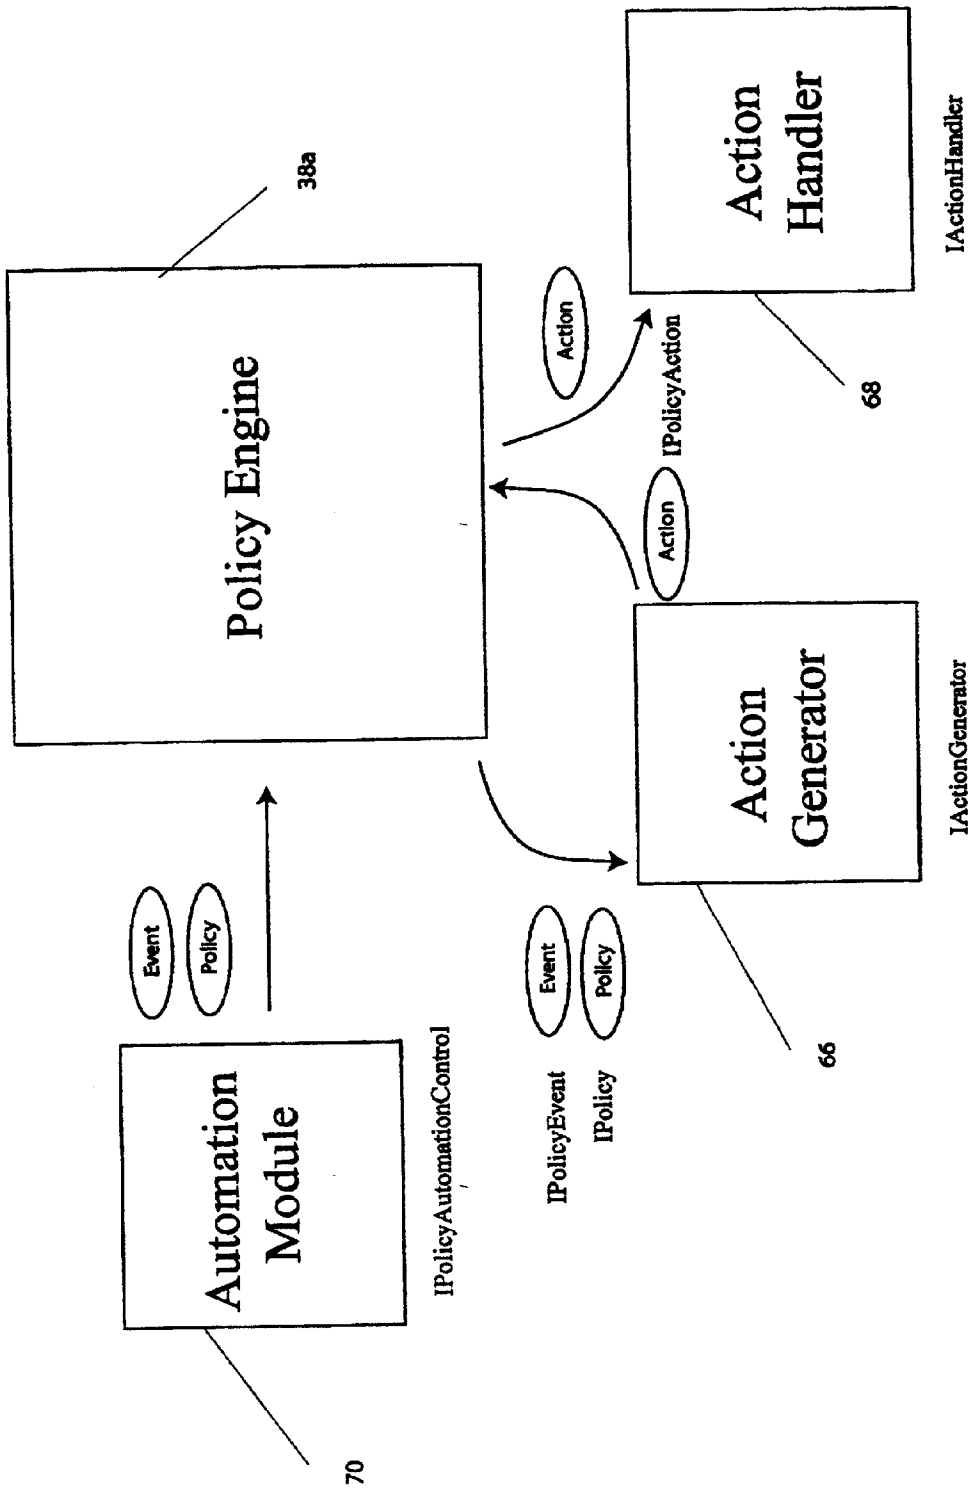 38a
Policy Engine
Event
Policy
Automation
Module
70
IPolicyAutomationControl
Action
IPolicyAction
Action
Action
Handler
68
IActionHandler
IPolicyEvent
Event
IPolicy
Policy
Action
Generator
66
IActionGenerator